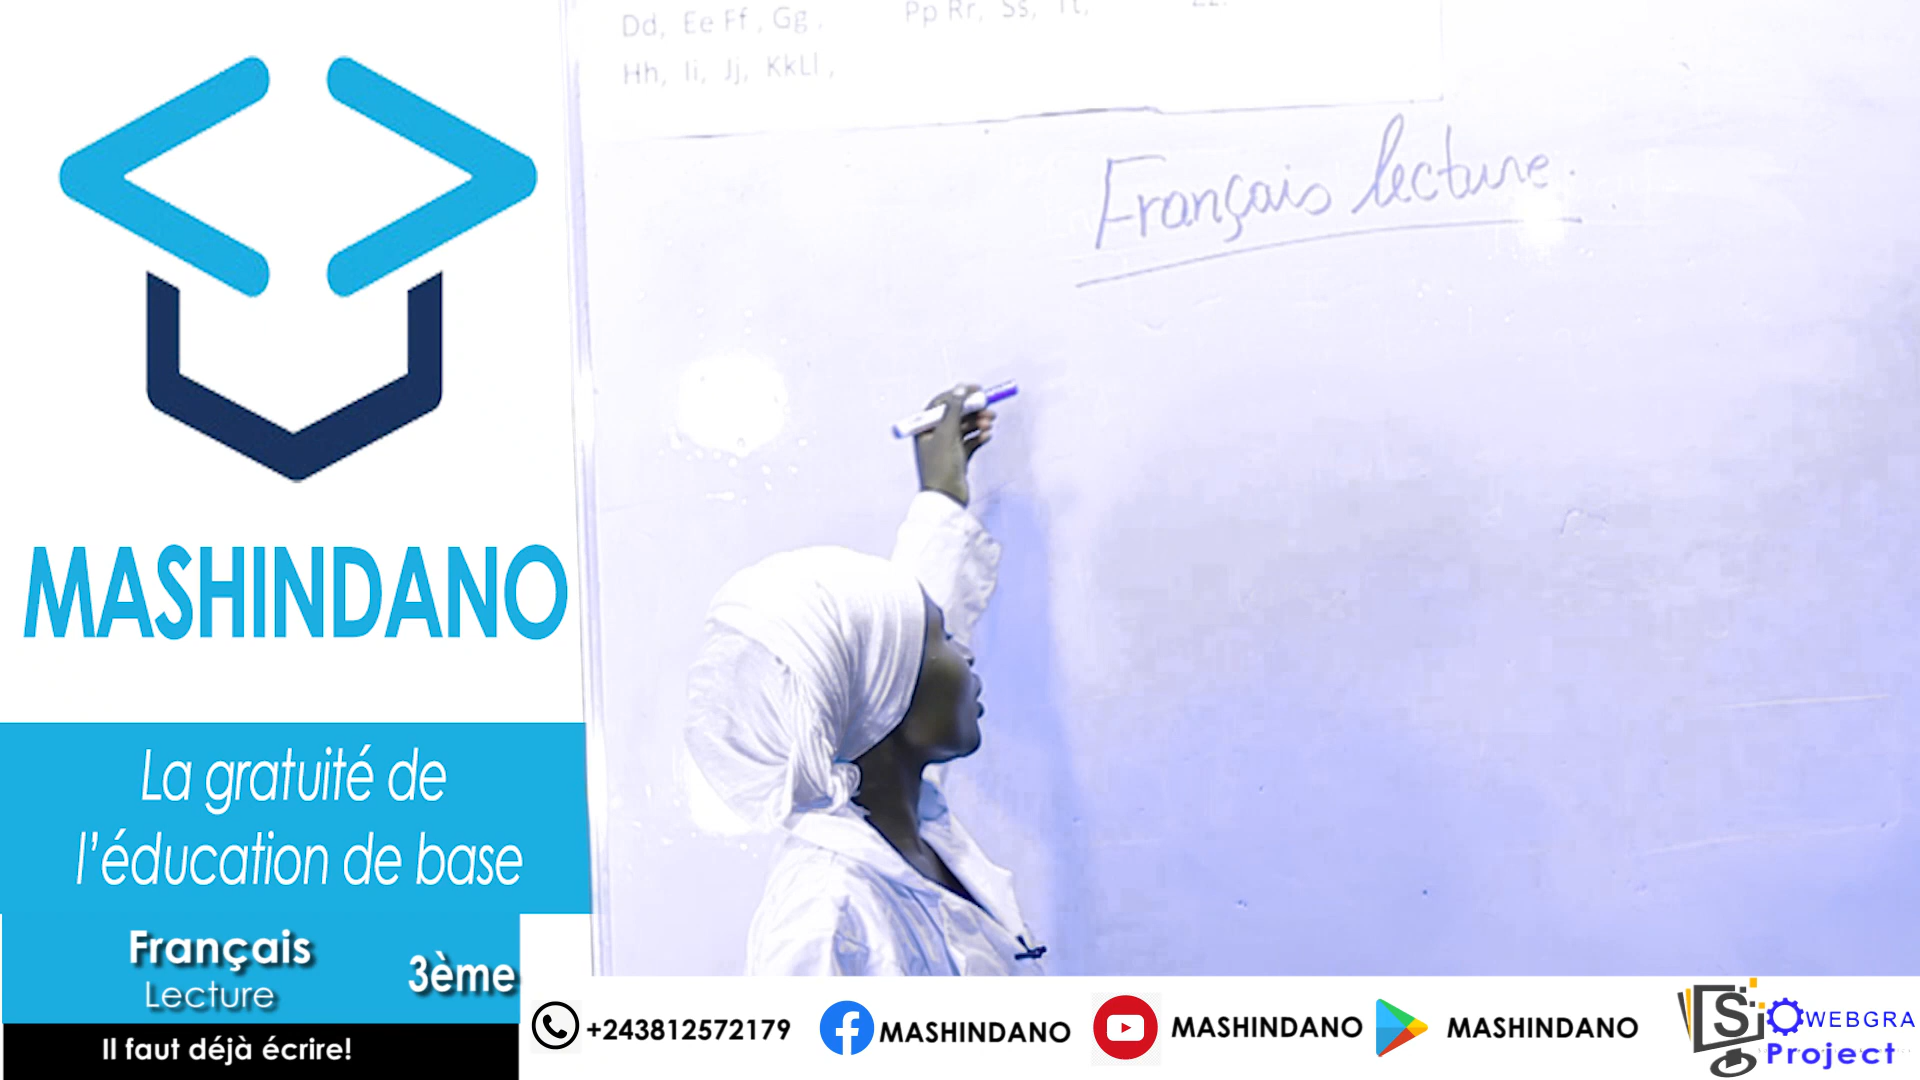 Dd, Ee Ff, Gg.
Pp Rr, Ss, Tt,
Hh, Ii, Jj, KkLl,
Français lecture.
MASHINDANO
La gratuité de
l'éducation de base
Français
Lecture
3ème
Il faut déjà écrire!
+243812572179
MASHINDANO
MASHINDANO
MASHINDANO
SiO WEBGRA
Project